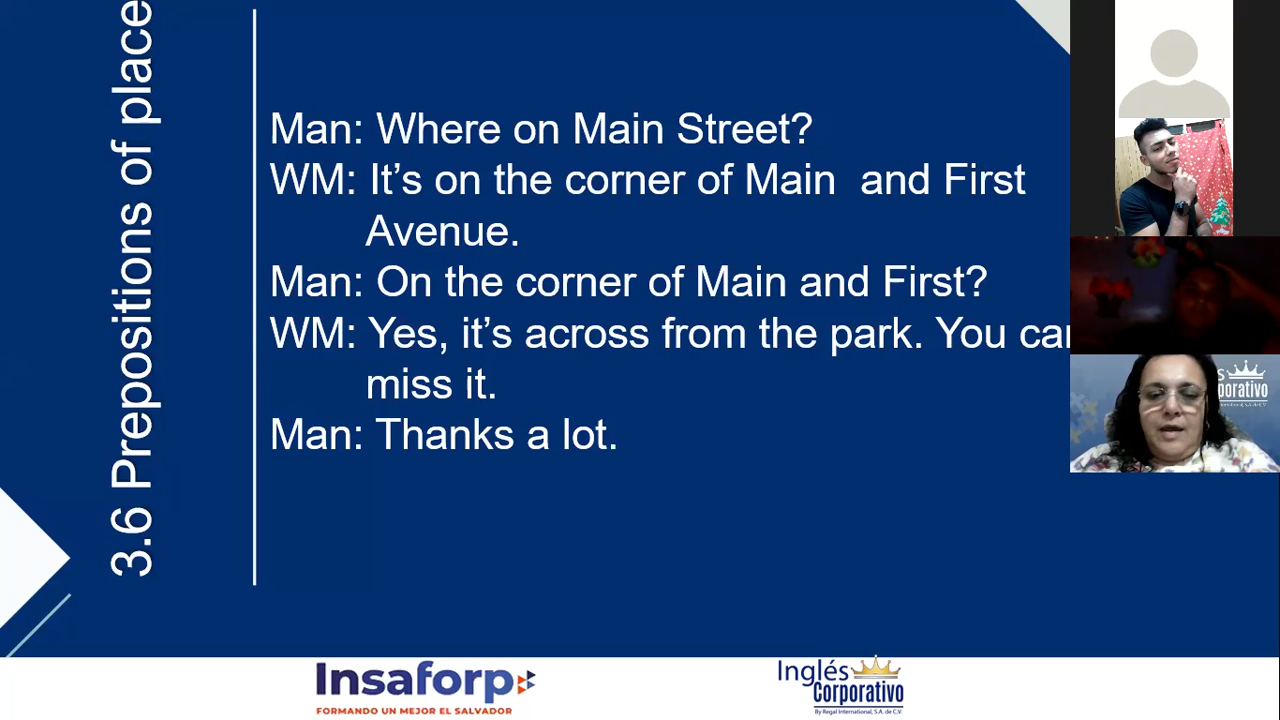 3.6 Prepositions of place
Man: Where on Main Street?
WM: It’s on the corner of Main and First
Avenue.
Man: On the corner of Main and First?
WM: Yes, it’s across from the park. You
miss it.
Man: Thanks a lot.
Insaforp
FORMANDO UN MEJOR EL SALVADOR
Inglés
Corporativo
By Regal International, S.A. de C.V.